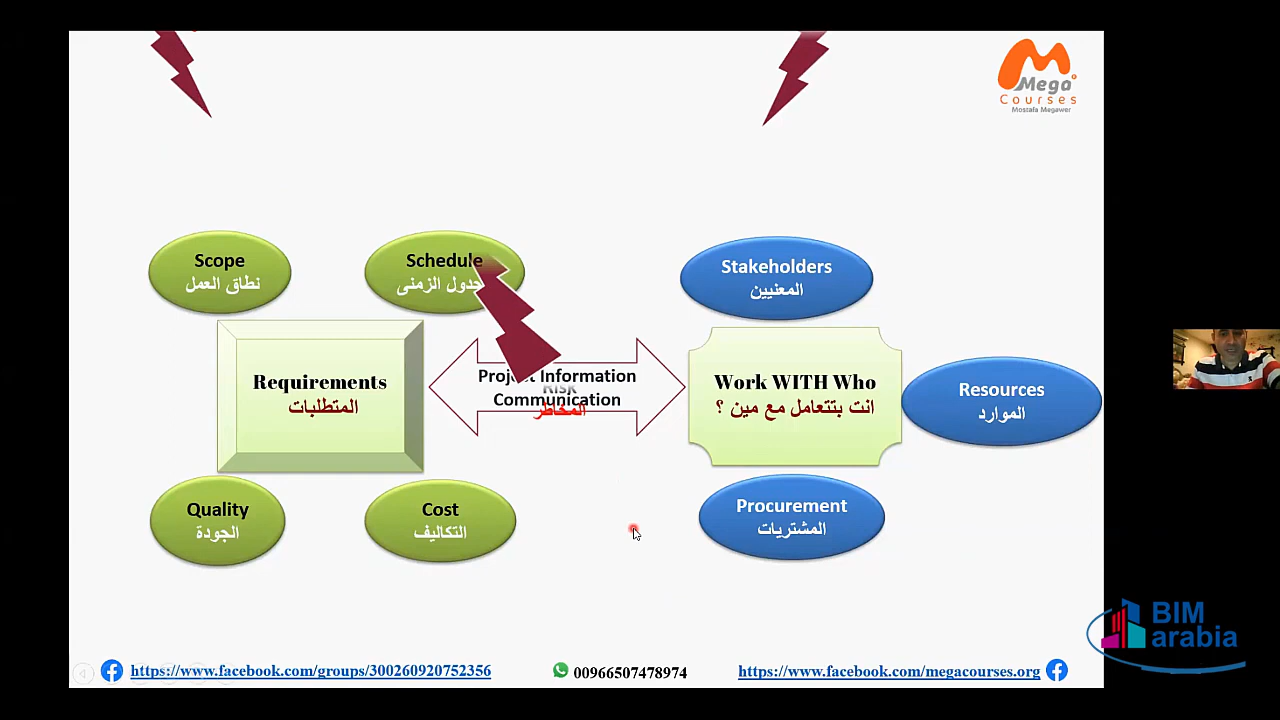 Mega
Courses
Mostafa Megawer
Scope
نطاق العمل
Schedule
جدول الزمنى
Stakeholders
المعنيين
Requirements
المتطلبات
Project Information
Communication
Risk
المخاطر
Work WITH Who
انت بتتعامل مع مين ؟
Resources
الموارد
Quality
الجودة
Cost
التكاليف
Procurement
المشتريات
BIM
arabia
https://www.facebook.com/groups/300260920752356
00966507478974
https://www.facebook.com/megacourses.org